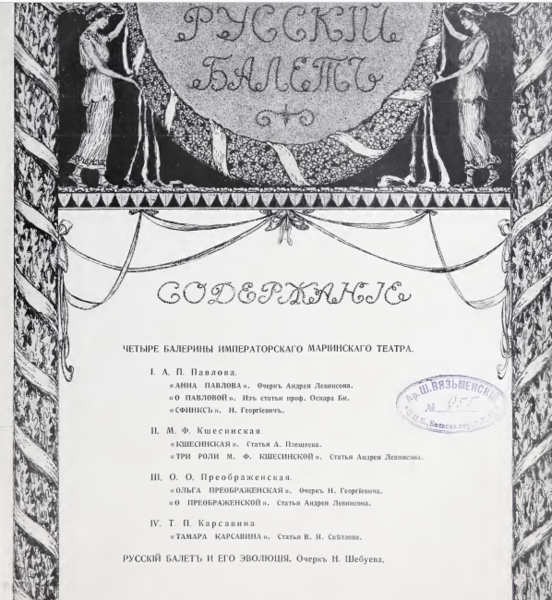 РУССКІЙ
БАЛЕТЪ
СОДЕРЖАНІЕ
ЧЕТЫРЕ БАЛЕРИНЫ ИМПЕРАТОРСКАГО МАРІИНСКАГО ТЕАТРА.
I. А. П. Павлова.
«АННА ПАВЛОВА». Очеркъ Андрея Левинсона.
«О ПАВЛОВОЙ». Изъ статьи проф. Оскара Би.
«СФИНКСЪ». Н. Георгіевичъ.
II. М. Ф. Кшесинская.
«КШЕСИНСКАЯ». Статья А. Плещеева.
«ТРИ РОЛИ М. Ф. КШЕСИНСКОЙ». Статья Андрея Левинсона.
III. О. О. Преображенская.
«ОЛЬГА ПРЕОБРАЖЕНСКАЯ». Очеркъ Н. Георгіевича.
«О ПРЕОБРАЖЕНСКОЙ». Статья Андрея Левинсона.
IV. Т. П. Карсавина.
«ТАМАРА КАРСАВИНА». Статья В. Я. Свѣтлова.
РУССКІЙ БАЛЕТЪ И ЕГО ЭВОЛЮЦІЯ. Очеркъ Н. Шебуева.
Ар. Ш. ВЯЗЬМЕНСКІЙ
№